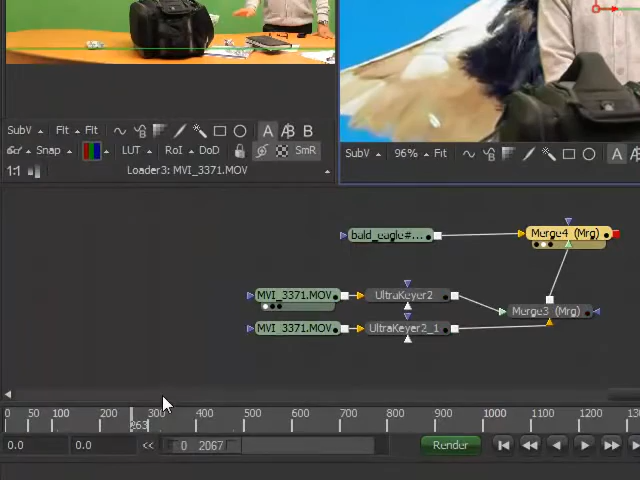 SubV Fit Fit A B B
SubV 96% Fit A
Snap LUT RoI DoD SmR
1:1 Loader3: MVI_3371.MOV
bald_eagle#... Merge4 (Mrg)
MVI_3371.MOV UltraKeyer2
Merge3 (Mrg)
MVI_3371.MOV UltraKeyer2_1
0 50 100 200 300 400 500 600 700 800 900 1000 1100 1200 130
263
0.0 0.0 << 0 2067 Render